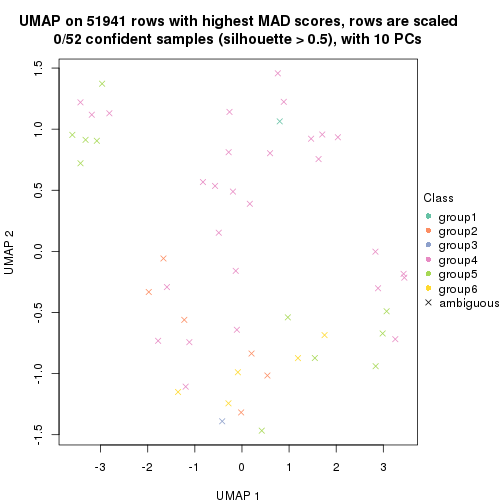 UMAP on 51941 rows with highest MAD scores, rows are scaled
0/52 confident samples (silhouette > 0.5), with 10 PCs
1.5
1.0
0.5
0.0
-0.5
-1.0
-1.5
UMAP 2
-3
-2
-1
0
1
2
3
UMAP 1
Class
group1
group2
group3
group4
group5
group6
ambiguous